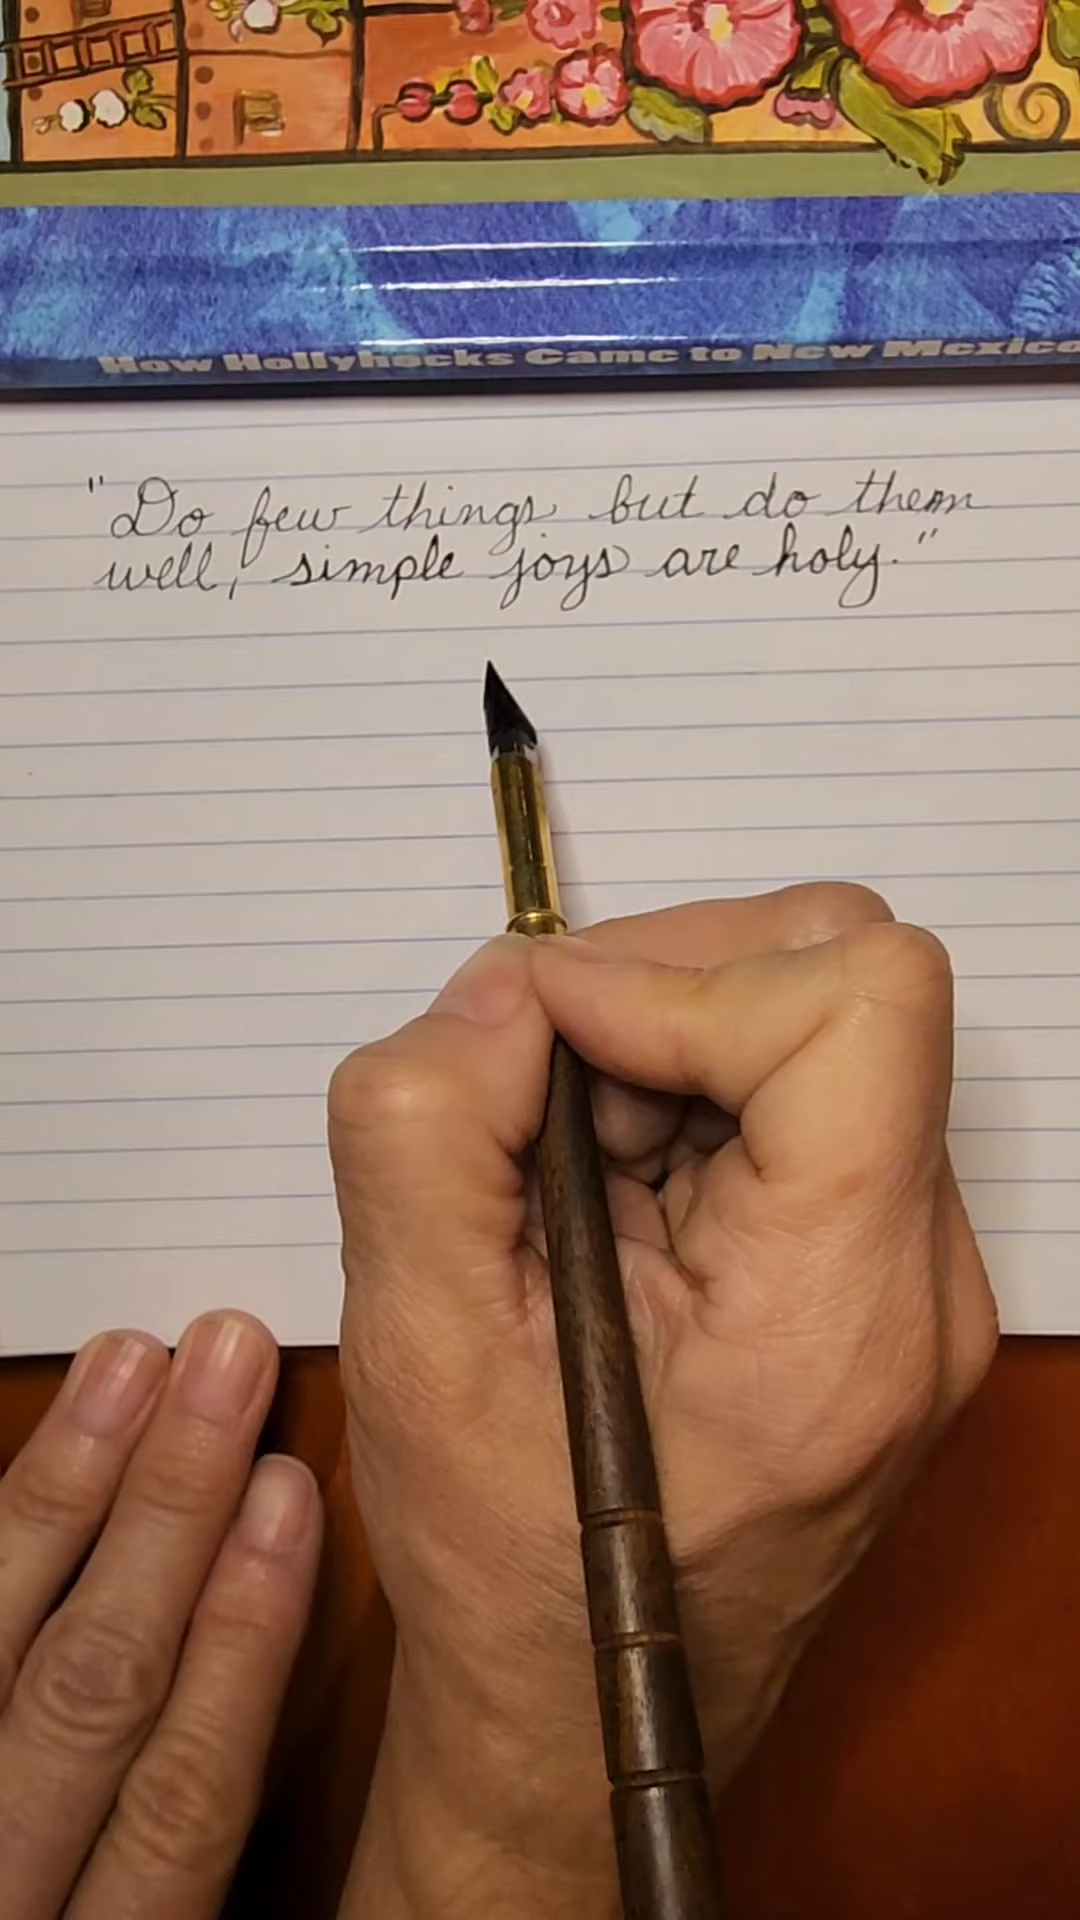 How Hollyhocks Came to New Mexico
"Do few things but do them
well, simple joys are holy."